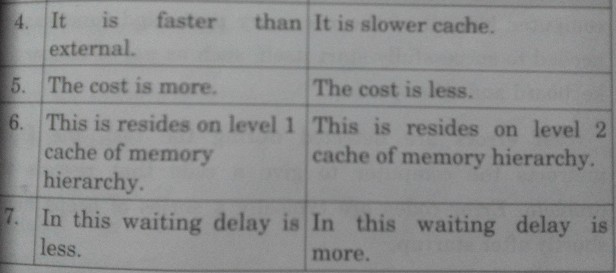 4. It is faster than It is slower cache.
external.
5. The cost is more. The cost is less.
6. This is resides on level 1 This is resides on level 2
cache of memory cache of memory hierarchy.
hierarchy.
7. In this waiting delay is In this waiting delay is
less. more.